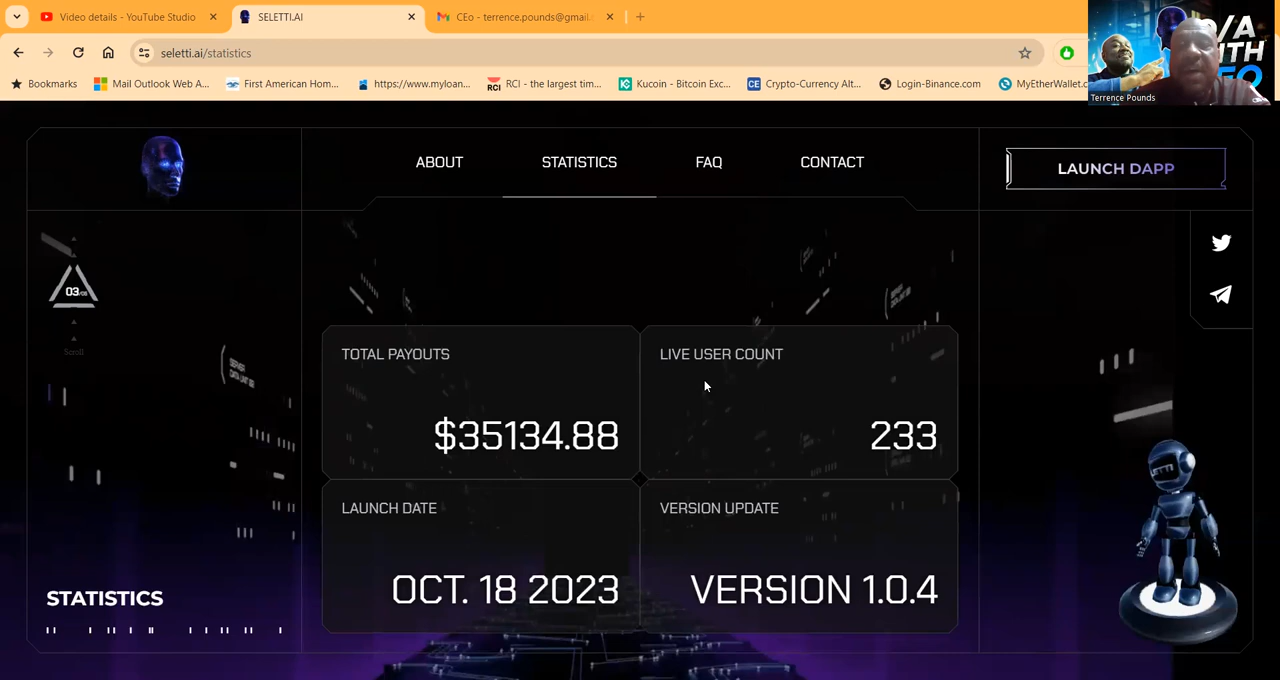 Video details - YouTube Studio
SELETTI.AI
CEo - terrence.pounds@gmail.
seletti.ai/statistics
Bookmarks
Mail Outlook Web A...
First American Hom...
https://www.myloan...
RCI - the largest tim...
Kucoin - Bitcoin Exc...
Crypto-Currency Alt...
Login-Binance.com
MyEtherWallet.c
Terrence Pounds
ABOUT
STATISTICS
FAQ
CONTACT
LAUNCH DAPP
03/05
Scroll
TOTAL PAYOUTS
$35134.88
LIVE USER COUNT
233
LAUNCH DATE
OCT. 18 2023
VERSION UPDATE
VERSION 1.0.4
STATISTICS